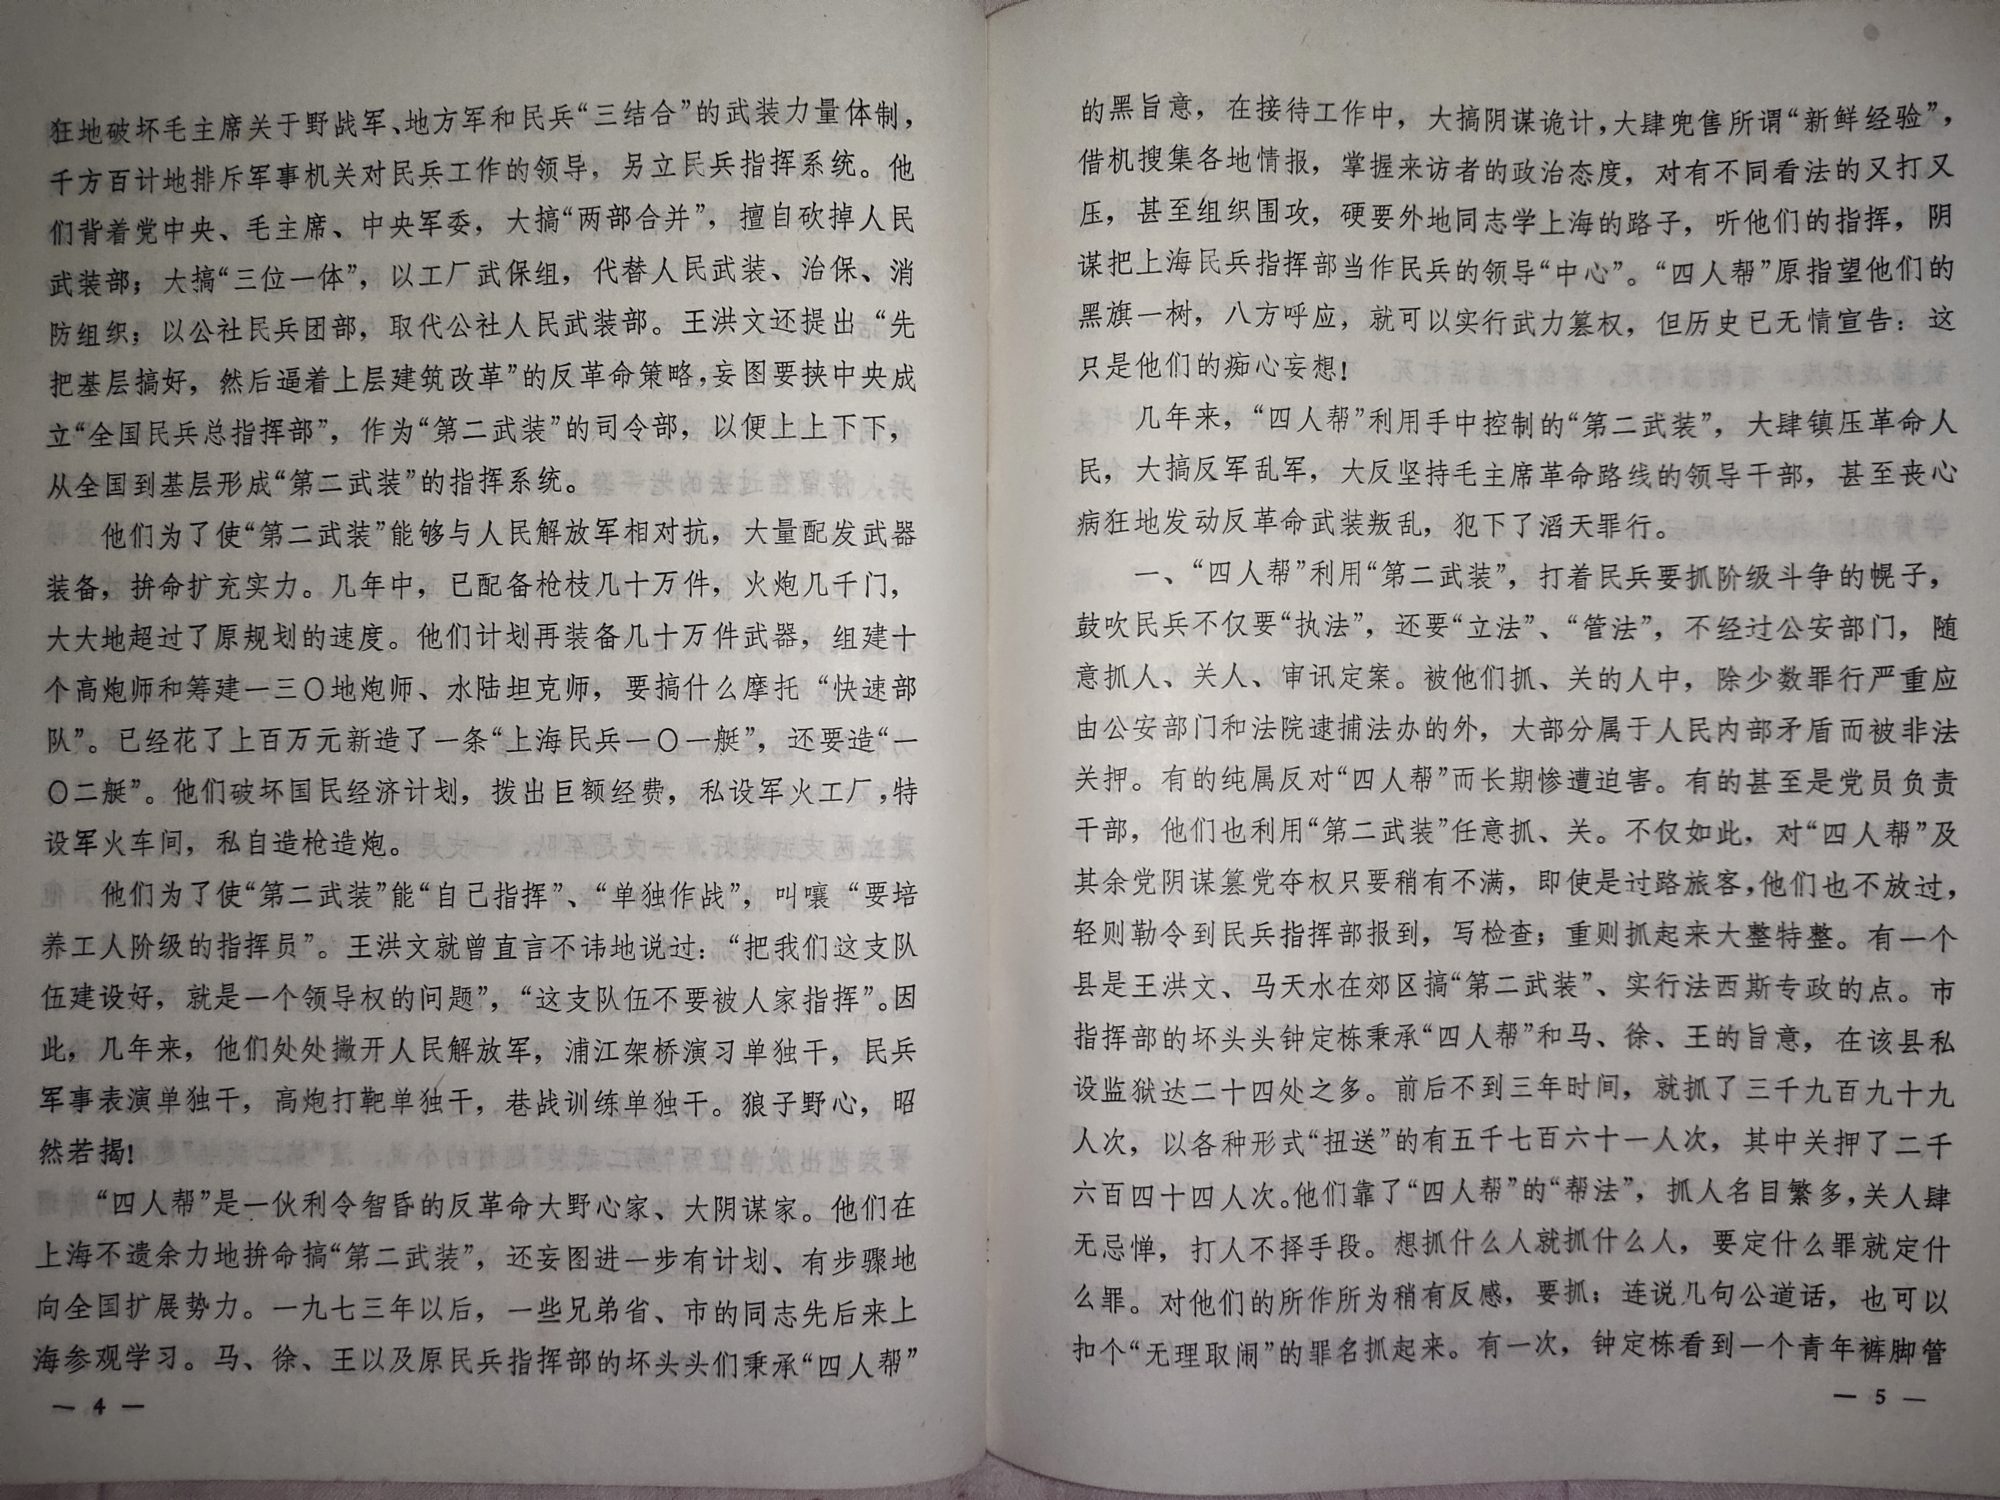 狂地破坏毛主席关于野战军、地方军和民兵“三结合”的武装力量体制，
千方百计地排斥军事机关对民兵工作的领导，另立民兵指挥系统。他
们背着党中央、毛主席、中央军委，大搞“两部合并”，擅自砍掉人民
武装部；大搞“三位一体”，以工厂武保组，代替人民武装、治保、消
防组织；以公社民兵团部，取代公社人民武装部。王洪文还提出“先
把基层搞好，然后逼着上层建筑改革”的反革命策略，妄图要挟中央成
立“全国民兵总指挥部”，作为“第二武装”的司令部，以便上上下下，
从全国到基层形成“第二武装”的指挥系统。
他们为了使“第二武装”能够与人民解放军相对抗，大量配发武器
装备，拚命扩充实力。几年中，已配备枪枝几十万件，火炮几千门，
大大地超过了原规划的速度。他们计划再装备几十万件武器，组建十
个高炮师和筹建一三〇地炮师、水陆坦克师，要搞什么摩托“快速部
队”。已经花了上百万元新造了一条“上海民兵一〇一艇”，还要造“一
〇二艇”。他们破坏国民经济计划，拨出巨额经费，私设军火工厂，特
设军火车间，私自造枪造炮。
他们为了使“第二武装”能“自己指挥”、“单独作战”，叫嚷“要培
养工人阶级的指挥员”。王洪文就曾直言不讳地说过：“把我们这支队
伍建设好，就是一个领导权的问题”，“这支队伍不要被人家指挥”。因
此，几年来，他们处处撇开人民解放军，浦江架桥演习单独干，民兵
军事表演单独干，高炮打靶单独干，巷战训练单独干。狼子野心，昭
然若揭！
“四人帮”是一伙利令智昏的反革命大野心家、大阴谋家。他们在
上海不遗余力地拚命搞“第二武装”，还妄图进一步有计划、有步骤地
向全国扩展势力。一九七三年以后，一些兄弟省、市的同志先后来上
海参观学习。马、徐、王以及原民兵指挥部的坏头头们秉承“四人帮”
— 4 —
的黑旨意，在接待工作中，大搞阴谋诡计，大肆兜售所谓“新鲜经验”，
借机搜集各地情报，掌握来访者的政治态度，对有不同看法的又打又
压，甚至组织围攻，硬要外地同志学上海的路子，听他们的指挥，阴
谋把上海民兵指挥部当作民兵的领导“中心”。“四人帮”原指望他们的
黑旗一树，八方呼应，就可以实行武力篡权，但历史已无情宣告：这
只是他们的痴心妄想！
几年来，“四人帮”利用手中控制的“第二武装”，大肆镇压革命人
民，大搞反军乱军，大反坚持毛主席革命路线的领导干部，甚至丧心
病狂地发动反革命武装叛乱，犯下了滔天罪行。
一、“四人帮”利用“第二武装”，打着民兵要抓阶级斗争的幌子，
鼓吹民兵不仅要“执法”，还要“立法”、“管法”，不经过公安部门，随
意抓人、关人、审讯定案。被他们抓、关的人中，除少数罪行严重应
由公安部门和法院逮捕法办的外，大部分属于人民内部矛盾而被非法
关押。有的纯属反对“四人帮”而长期惨遭迫害。有的甚至是党员负责
干部，他们也利用“第二武装”任意抓、关。不仅如此，对“四人帮”及
其余党阴谋篡党夺权只要稍有不满，即使是过路旅客，他们也不放过，
轻则勒令到民兵指挥部报到，写检查；重则抓起来大整特整。有一个
县是王洪文、马天水在郊区搞“第二武装”、实行法西斯专政的点。市
指挥部的坏头头钟定栋秉承“四人帮”和马、徐、王的旨意，在该县私
设监狱达二十四处之多。前后不到三年时间，就抓了三千九百九十九
人次，以各种形式“扭送”的有五千七百六十一人次，其中关押了二千
六百四十四人次。他们靠了“四人帮”的“帮法”，抓人名目繁多，关人肆
无忌惮，打人不择手段。想抓什么人就抓什么人，要定什么罪就定什
么罪。对他们的所作所为稍有反感，要抓；连说几句公道话，也可以
扣个“无理取闹”的罪名抓起来。有一次，钟定栋看到一个青年裤脚管
— 5 —